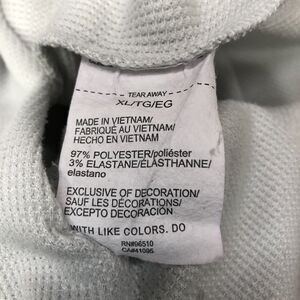 TEAR AWAY
XL/TG/EG
MADE IN VIETNAM/
FABRIQUÉ AU VIETNAM/
HECHO EN VIETNAM
97% POLYESTER/poliéster
3% ELASTANE/ÉLASTHANNE/
elastano
EXCLUSIVE OF DECORATION/
SAUF LES DÉCORATIONS/
EXCEPTO DECORACIÓN
WITH LIKE COLORS. DO
RN#96510
CA#41095